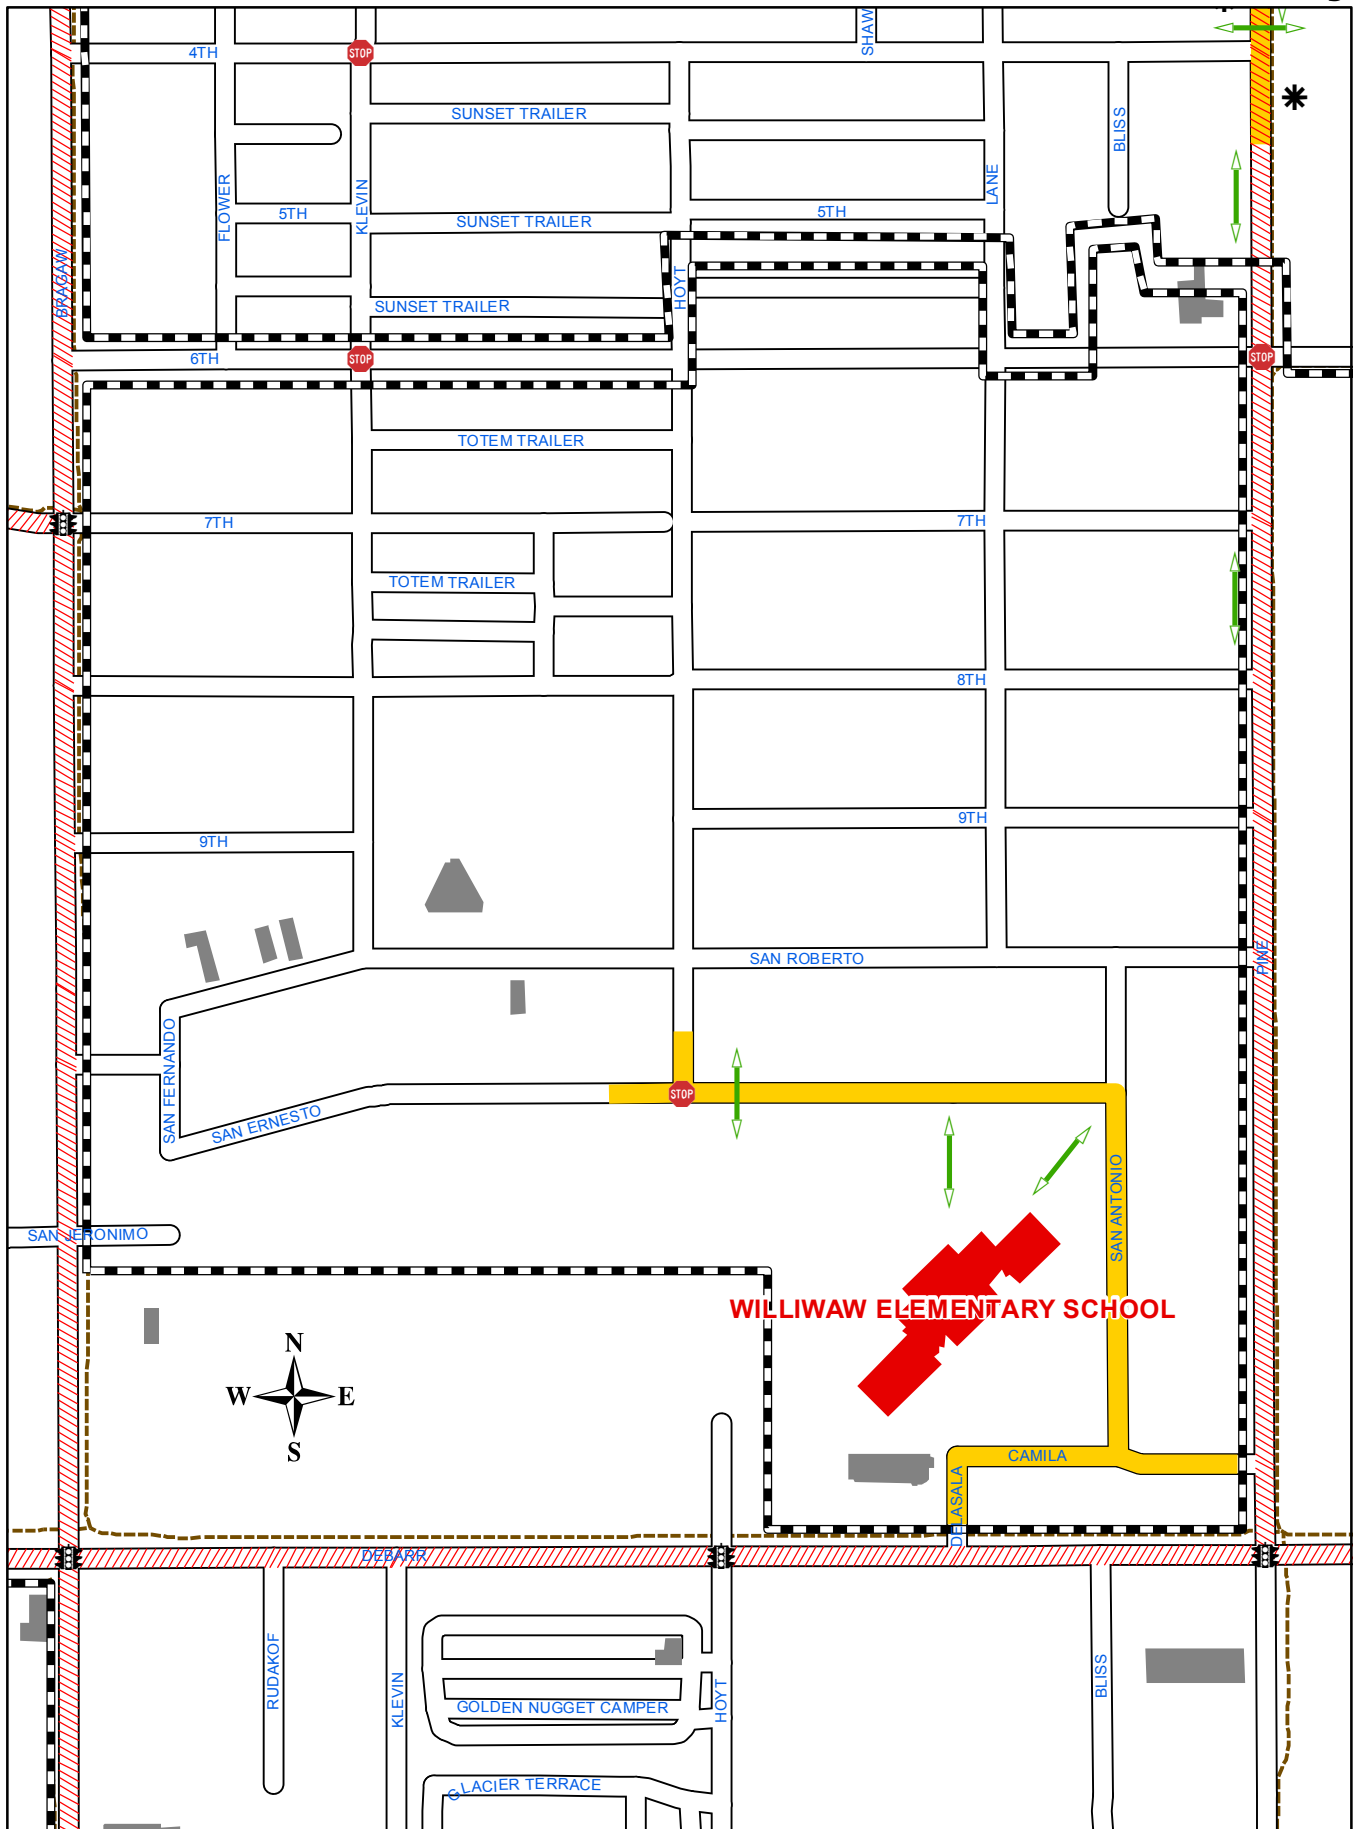 SHAW
4TH
STOP
SUNSET TRAILER
BLISS
LANE
FLOWER
KLEVIN
5TH
5TH
SUNSET TRAILER
BRAGAW
HOYT
SUNSET TRAILER
6TH
STOP
STOP
TOTEM TRAILER
7TH
7TH
TOTEM TRAILER
8TH
9TH
9TH
SAN ROBERTO
PINE
SAN FERNANDO
STOP
SAN ERNESTO
SAN ANTONIO
SAN JERONIMO
WILLIWAW ELEMENTARY SCHOOL
N
W E
S
CAMILA
DELASALA
DEBARR
RUDAKOF
KLEVIN
HOYT
BLISS
GOLDEN NUGGET CAMPER
GLACIER TERRACE